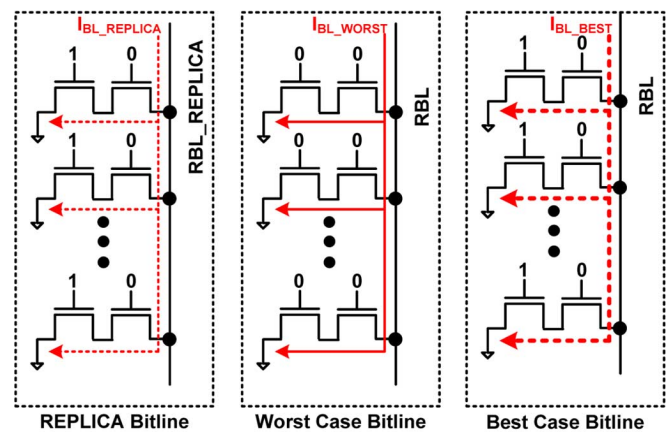 I_BL_REPLICA
1 0
1 0
1 0
RBL_REPLICA
REPLICA Bitline
I_BL_WORST
0 0
0 0
0 0
RBL
Worst Case Bitline
I_BL_BEST
1 0
1 0
1 0
RBL
Best Case Bitline